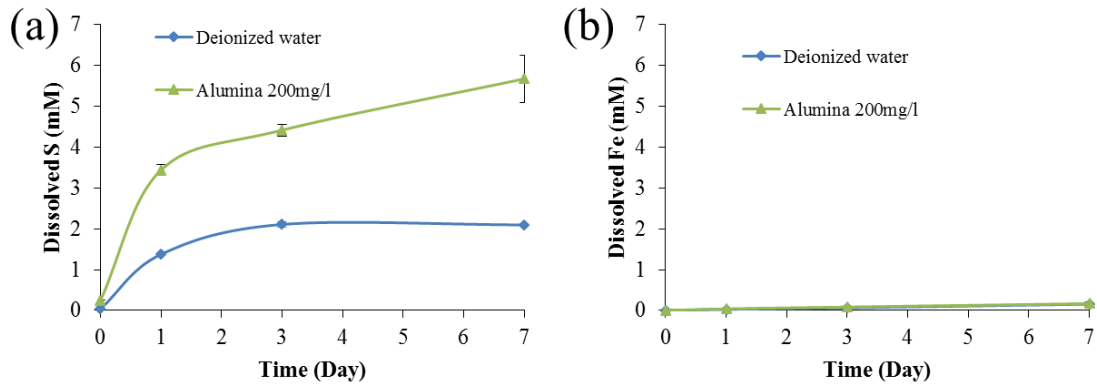 (a)
Dissolved S (mM)
7
6
5
4
3
2
1
0
Deionized water
Alumina 200mg/l
0 1 2 3 4 5 6 7
Time (Day)
(b)
Dissolved Fe (mM)
7
6
5
4
3
2
1
0
Deionized water
Alumina 200mg/l
0 1 2 3 4 5 6 7
Time (Day)